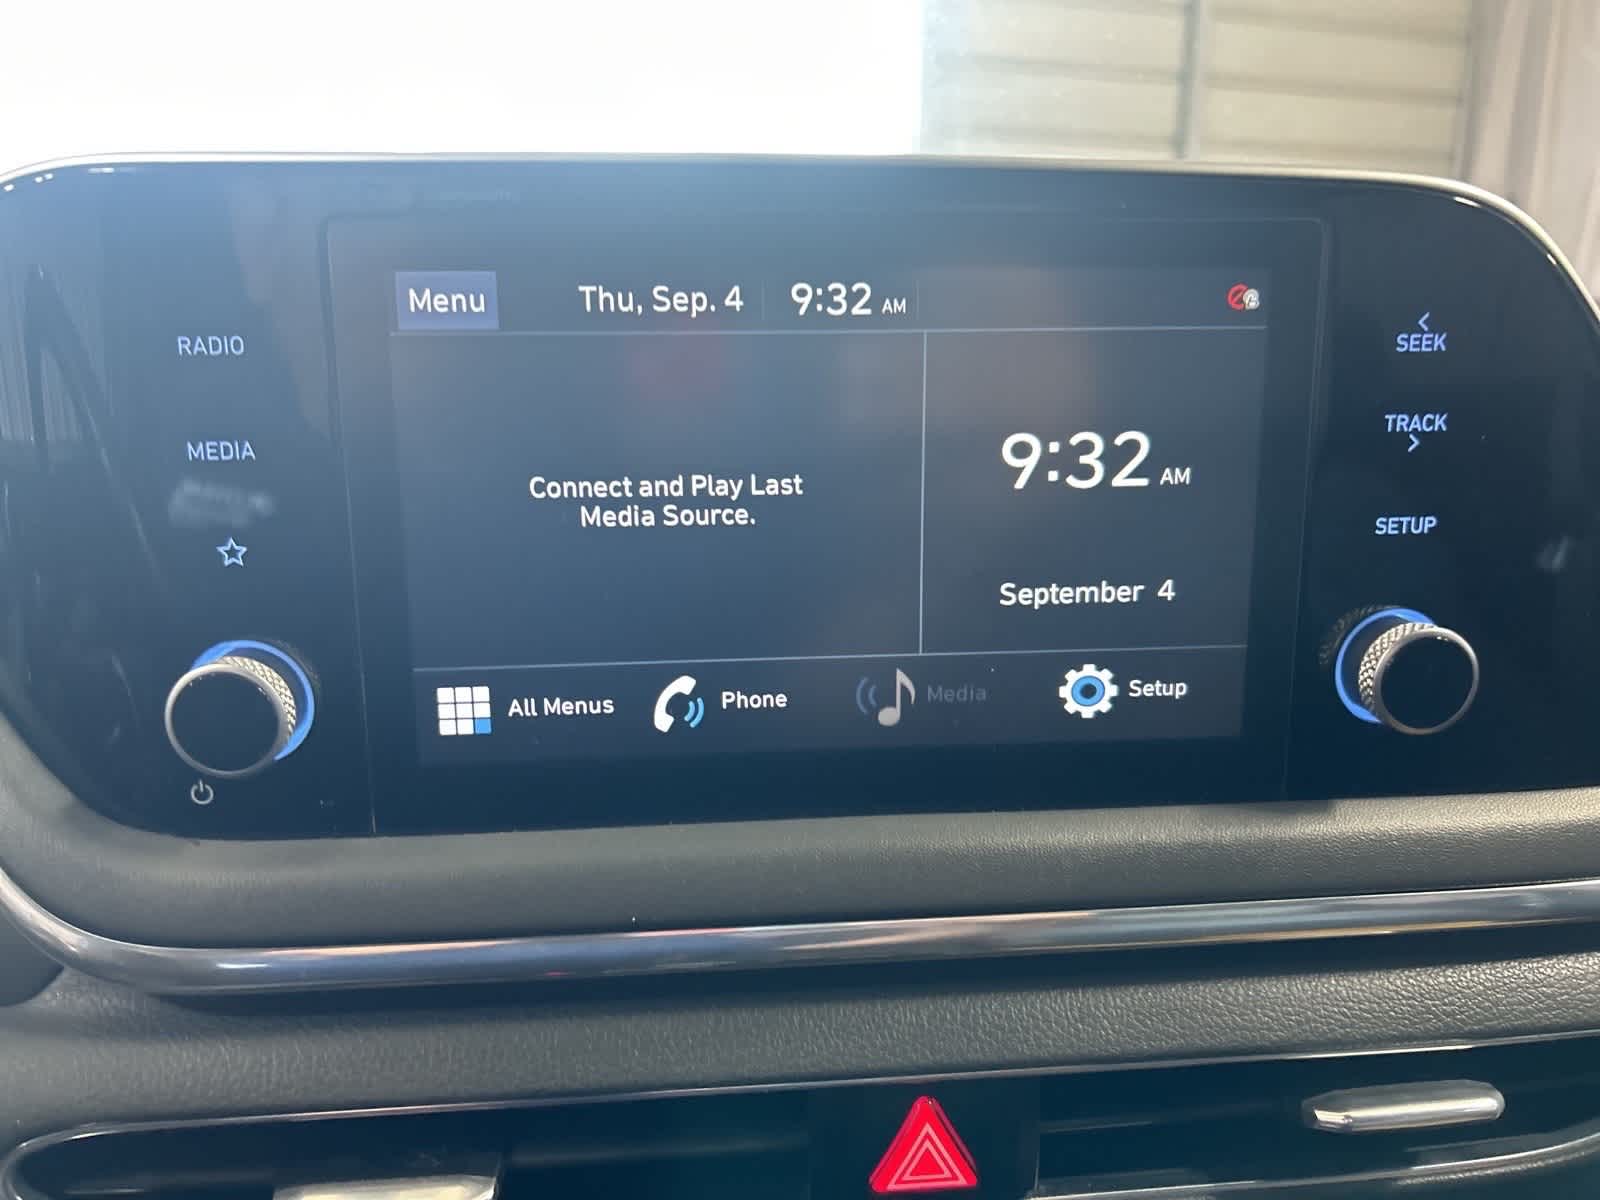 Menu
Thu, Sep. 4
9:32 AM
RADIO
MEDIA
Connect and Play Last
Media Source.
9:32 AM
September 4
All Menus
Phone
Media
Setup
SEEK
TRACK
SETUP